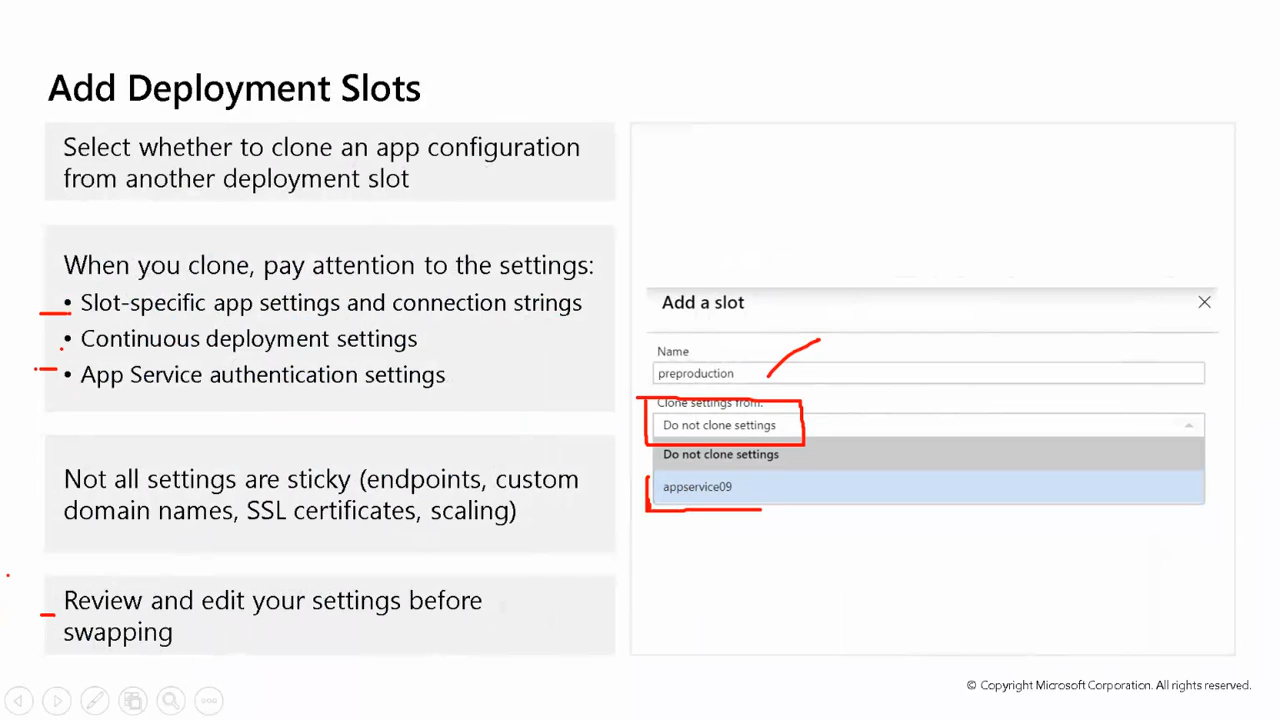 Add Deployment Slots
Select whether to clone an app configuration
from another deployment slot
When you clone, pay attention to the settings:
• Slot-specific app settings and connection strings
• Continuous deployment settings
• App Service authentication settings
Not all settings are sticky (endpoints, custom
domain names, SSL certificates, scaling)
Review and edit your settings before
swapping
Add a slot
Name
preproduction
Clone settings from:
Do not clone settings
Do not clone settings
appservice09
© Copyright Microsoft Corporation. All rights reserved.